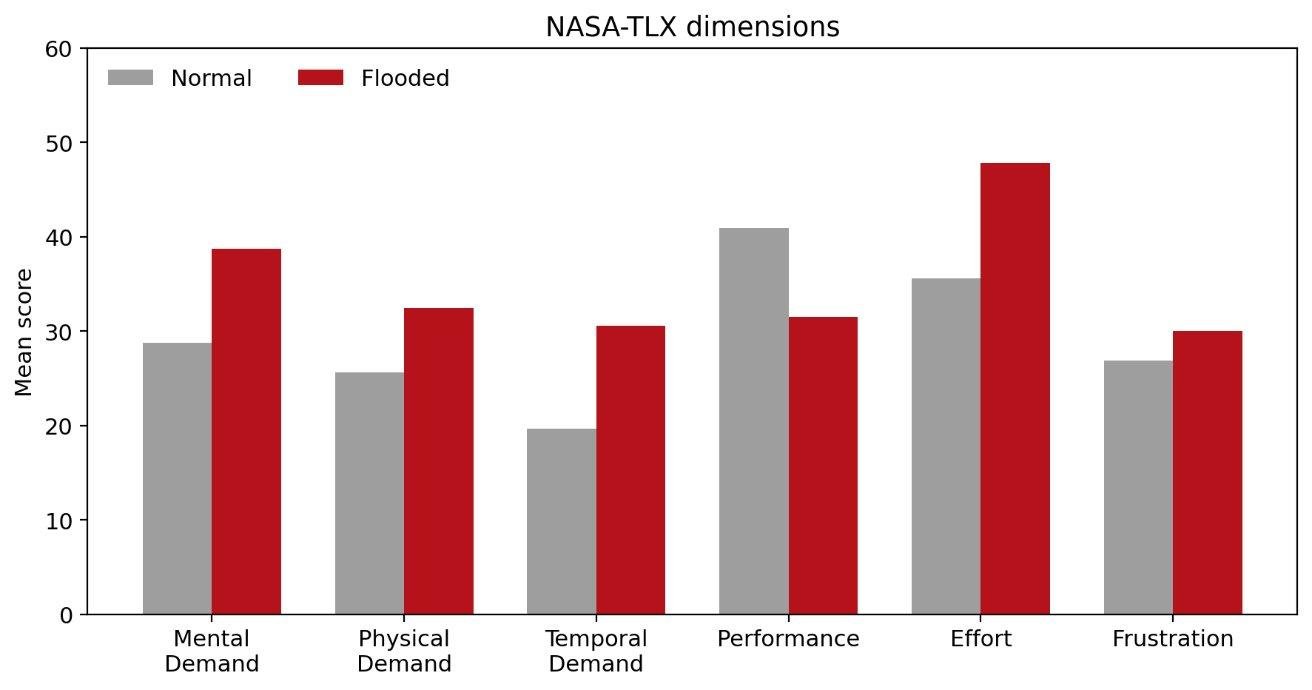 NASA-TLX dimensions
Normal Flooded
60
50
40
30
20
10
0
Mean score
Mental
Demand
Physical
Demand
Temporal
Demand
Performance
Effort
Frustration